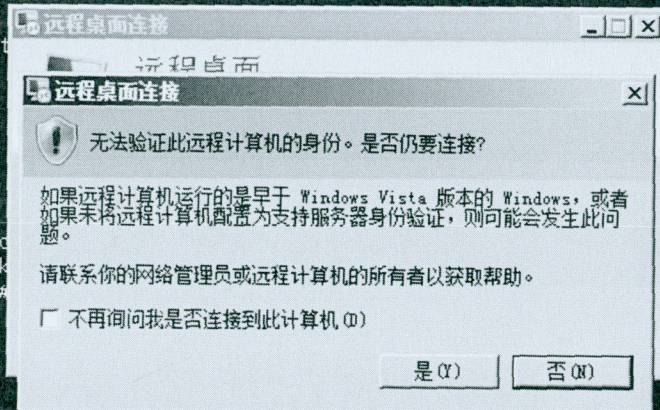 远程桌面连接
远程桌面
远程桌面连接
无法验证此远程计算机的身份。是否仍要连接?
如果远程计算机运行的是早于 Windows Vista 版本的 Windows，或者
如果未将远程计算机配置为支持服务器身份验证，则可能会发生此问
题。
请联系你的网络管理员或远程计算机的所有者以获取帮助。
不再询问我是否连接到此计算机(D)
是(Y) 否(N)